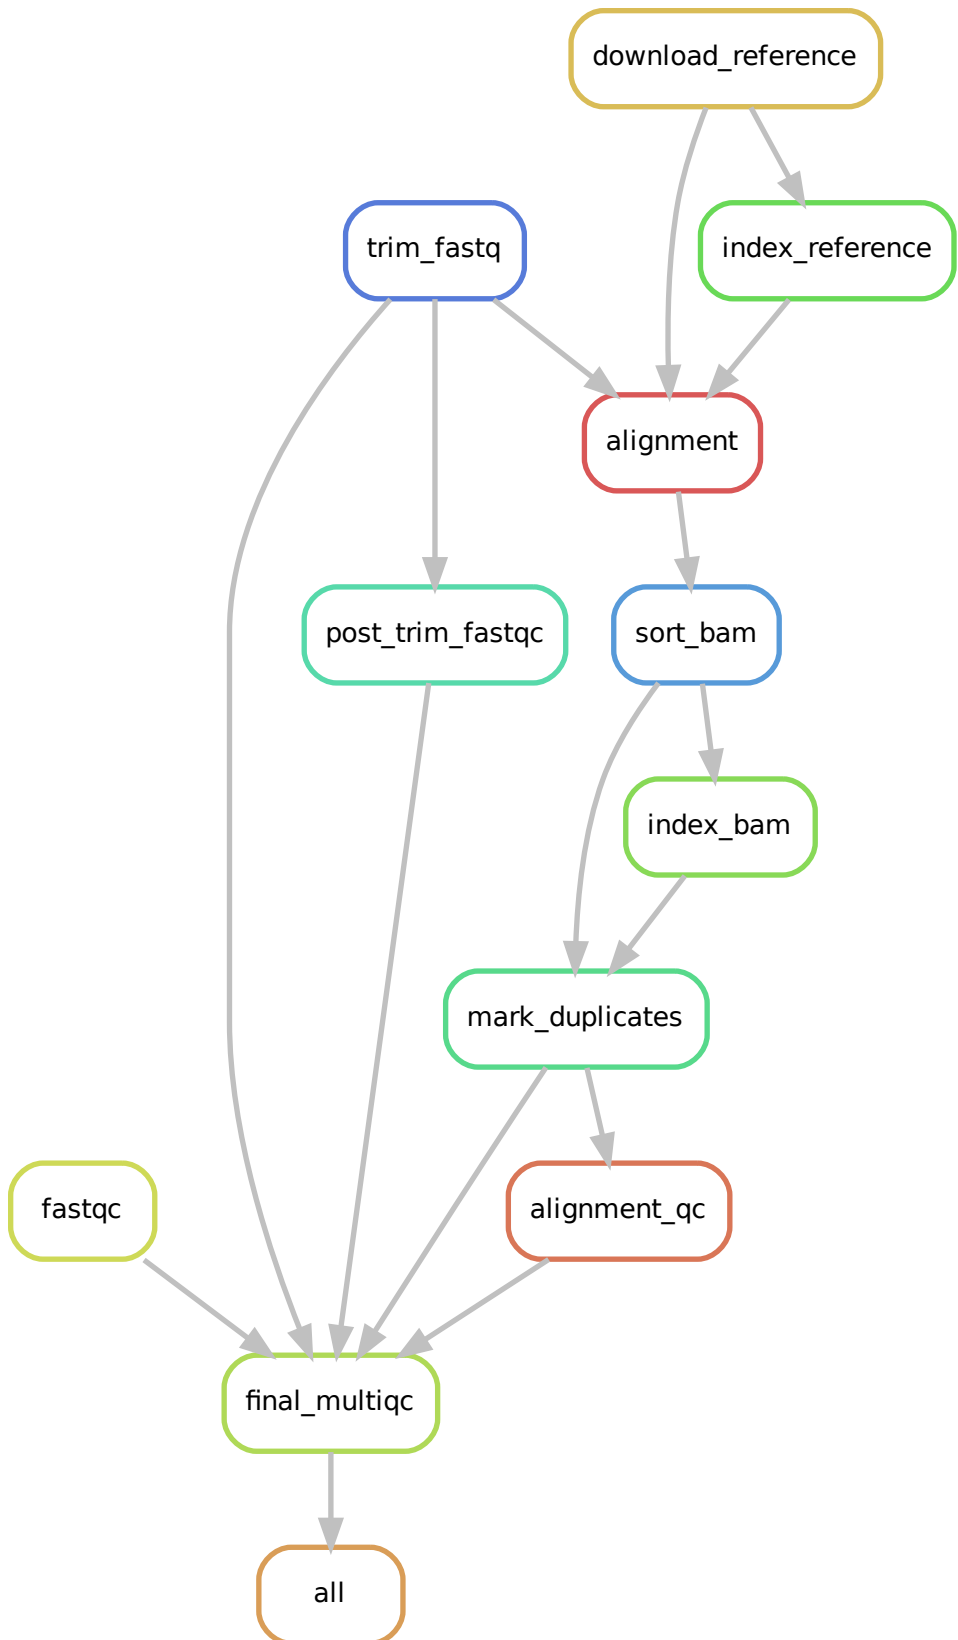 download_reference
trim_fastq
index_reference
alignment
post_trim_fastqc
sort_bam
index_bam
mark_duplicates
fastqc
alignment_qc
final_multiqc
all